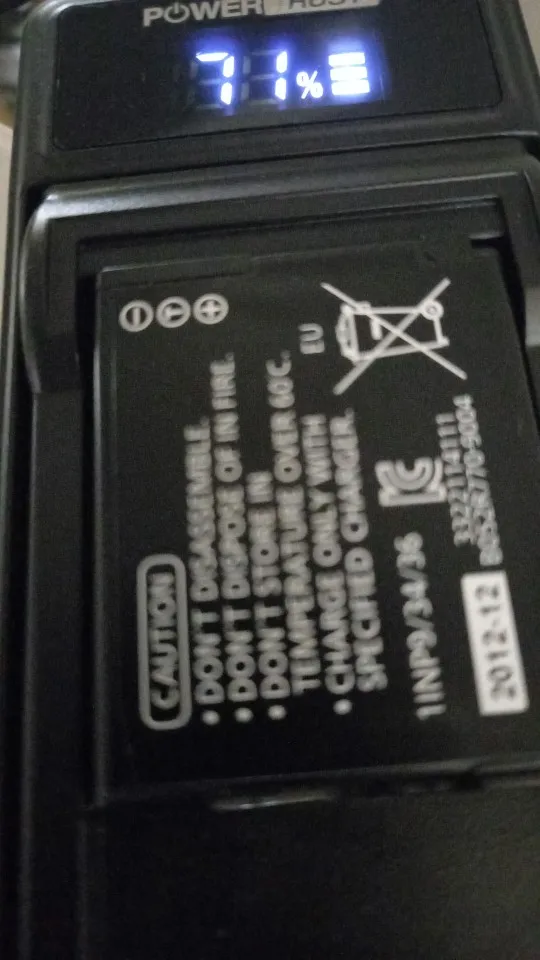 POWER
71%
EU
CAUTION
• DON'T DISASSEMBLE.
• DON'T DISPOSE OF IN FIRE.
• DON'T STORE IN
TEMPERATURE OVER 60°C.
• CHARGE ONLY WITH
SPECIFIED CHARGER.
1INP9/34/36
2012-12